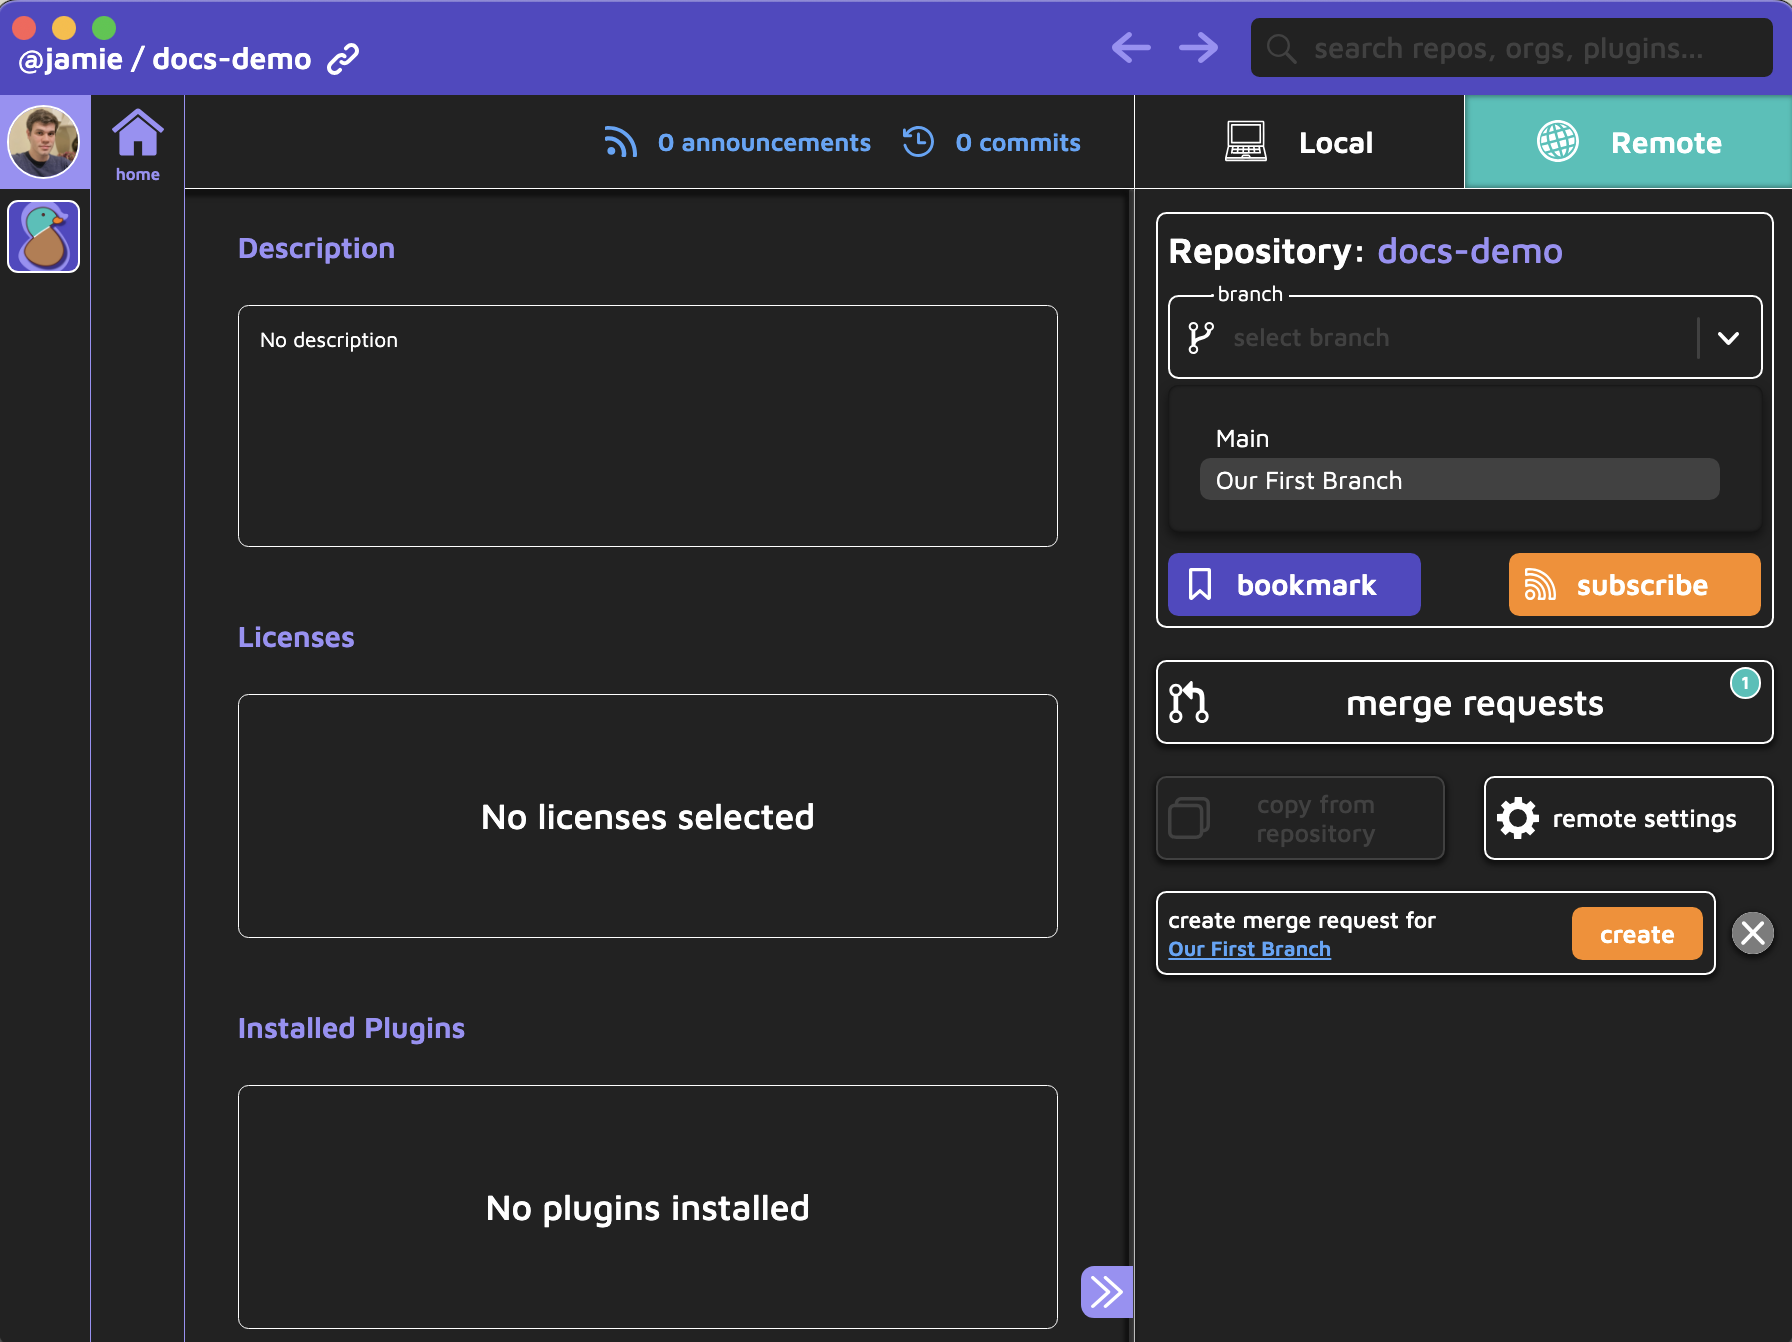 @jamie / docs-demo
search repos, orgs, plugins...
home
0 announcements
0 commits
Local
Remote
Description
No description
Licenses
No licenses selected
Installed Plugins
No plugins installed
Repository: docs-demo
branch
select branch
Main
Our First Branch
bookmark
subscribe
merge requests
1
copy from
repository
remote settings
create merge request for
Our First Branch
create